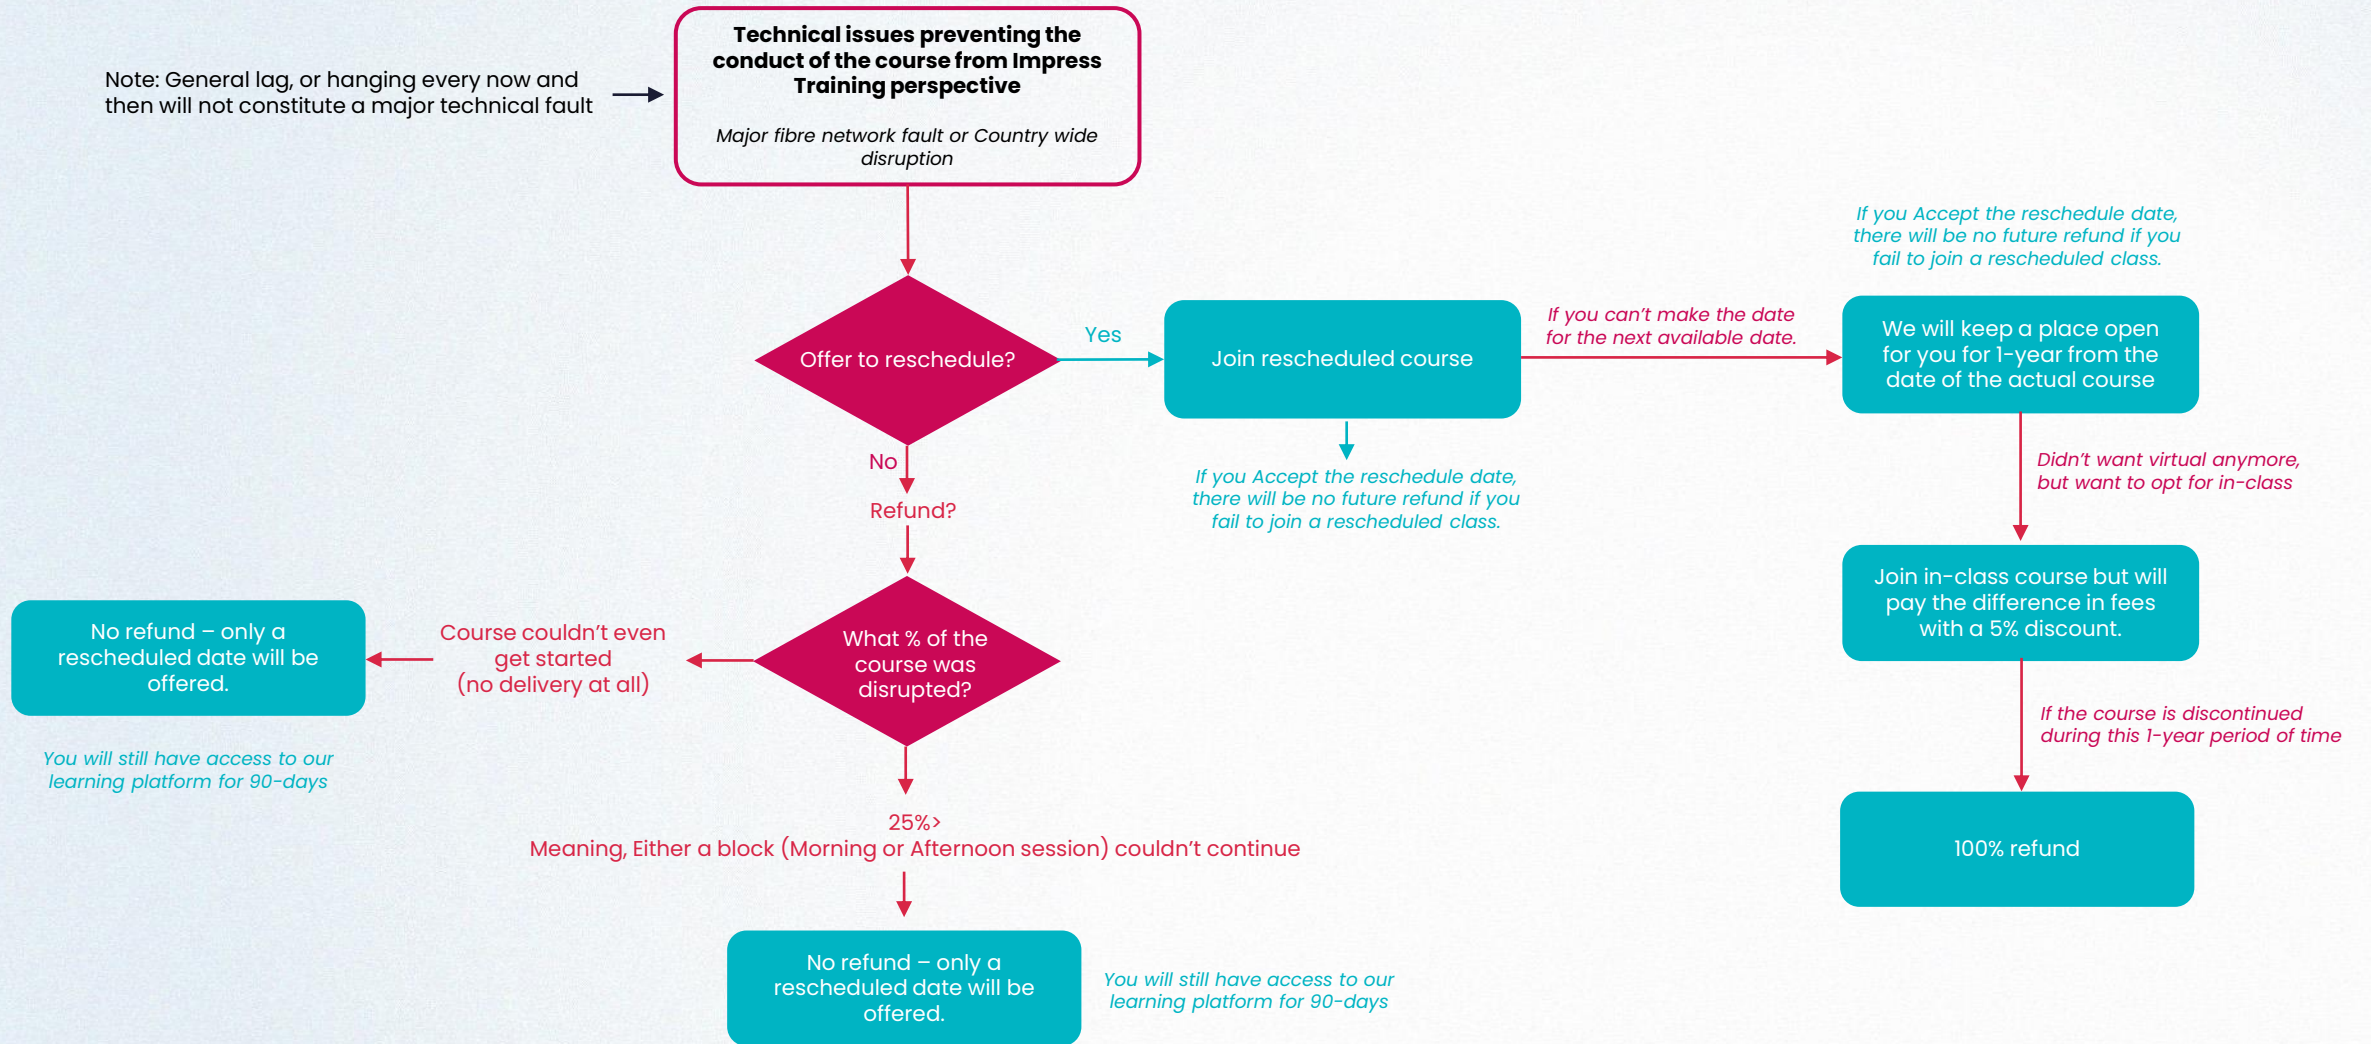 Technical issues preventing the
conduct of the course from Impress
Training perspective
Major fibre network fault or Country wide
disruption
Note: General lag, or hanging every now and
then will not constitute a major technical fault
Offer to reschedule?
Yes
Join rescheduled course
If you Accept the reschedule date,
there will be no future refund if you
fail to join a rescheduled class.
If you can't make the date
for the next available date.
If you Accept the reschedule date,
there will be no future refund if you
fail to join a rescheduled class.
We will keep a place open
for you for 1-year from the
date of the actual course
Didn't want virtual anymore,
but want to opt for in-class
Join in-class course but will
pay the difference in fees
with a 5% discount.
If the course is discontinued
during this 1-year period of time
100% refund
No
Refund?
What % of the
course was
disrupted?
Course couldn't even
get started
(no delivery at all)
No refund – only a
rescheduled date will be
offered.
You will still have access to our
learning platform for 90-days
25%>
Meaning, Either a block (Morning or Afternoon session) couldn't continue
No refund – only a
rescheduled date will be
offered.
You will still have access to our
learning platform for 90-days